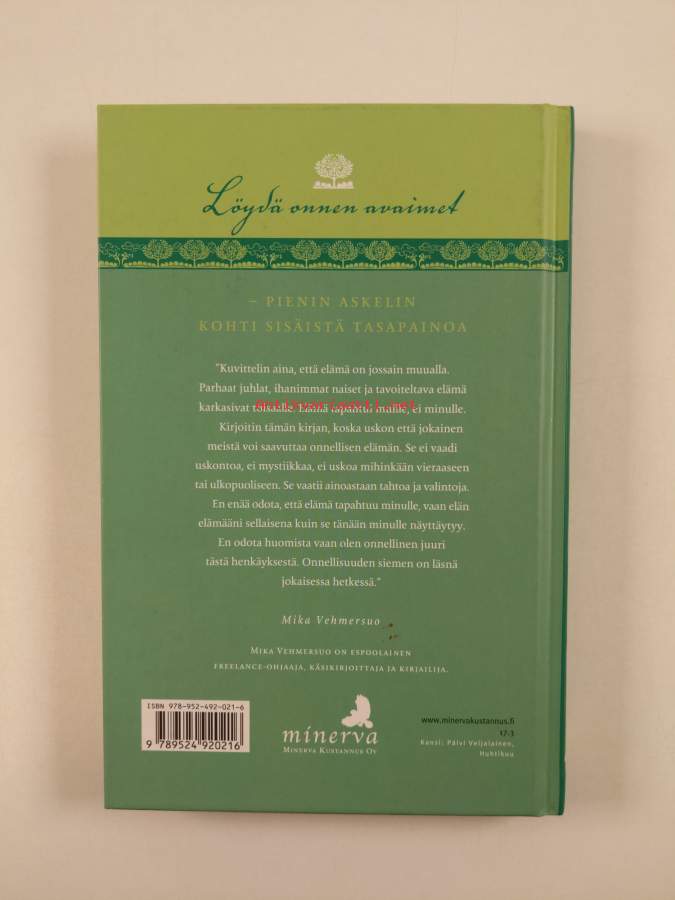 Löydä onnen avaimet
– PIENIN ASKELIN
KOHTI SISÄISTÄ TASAPAINOA
"Kuvittelin aina, että elämä on jossain muualla.
Parhaat juhlat, ihanimmat naiset ja tavoiteltava elämä
karkasivat toisaalle. Elämä tapahtui muille, ei minulle.
Kirjoitin tämän kirjan, koska uskon että jokainen
meistä voi saavuttaa onnellisen elämän. Se ei vaadi
uskontoa, ei mystiikkaa, ei uskoa mihinkään vieraaseen
tai ulkopuoliseen. Se vaatii ainoastaan tahtoa ja valintoja.
En enää odota, että elämä tapahtuu minulle, vaan elän
elämääni sellaisena kuin se tänään minulle näyttäytyy.
En odota huomista vaan olen onnellinen juuri
tästä henkäyksestä. Onnellisuuden siemen on läsnä
jokaisessa hetkessä."
Mika Vehmersuo
MIKA VEHMERSUO ON ESPOOLAINEN
FREELANCE-OHJAAJA, KÄSIKIRJOITTAJA JA KIRJAILIJA.
ISBN 978-952-492-021-6
9 789524 920216
minerva
MINERVA KUSTANNUS OY
www.minervakustannus.fi
17.3
Kansi: Päivi Veijalainen,
Huhtikuu